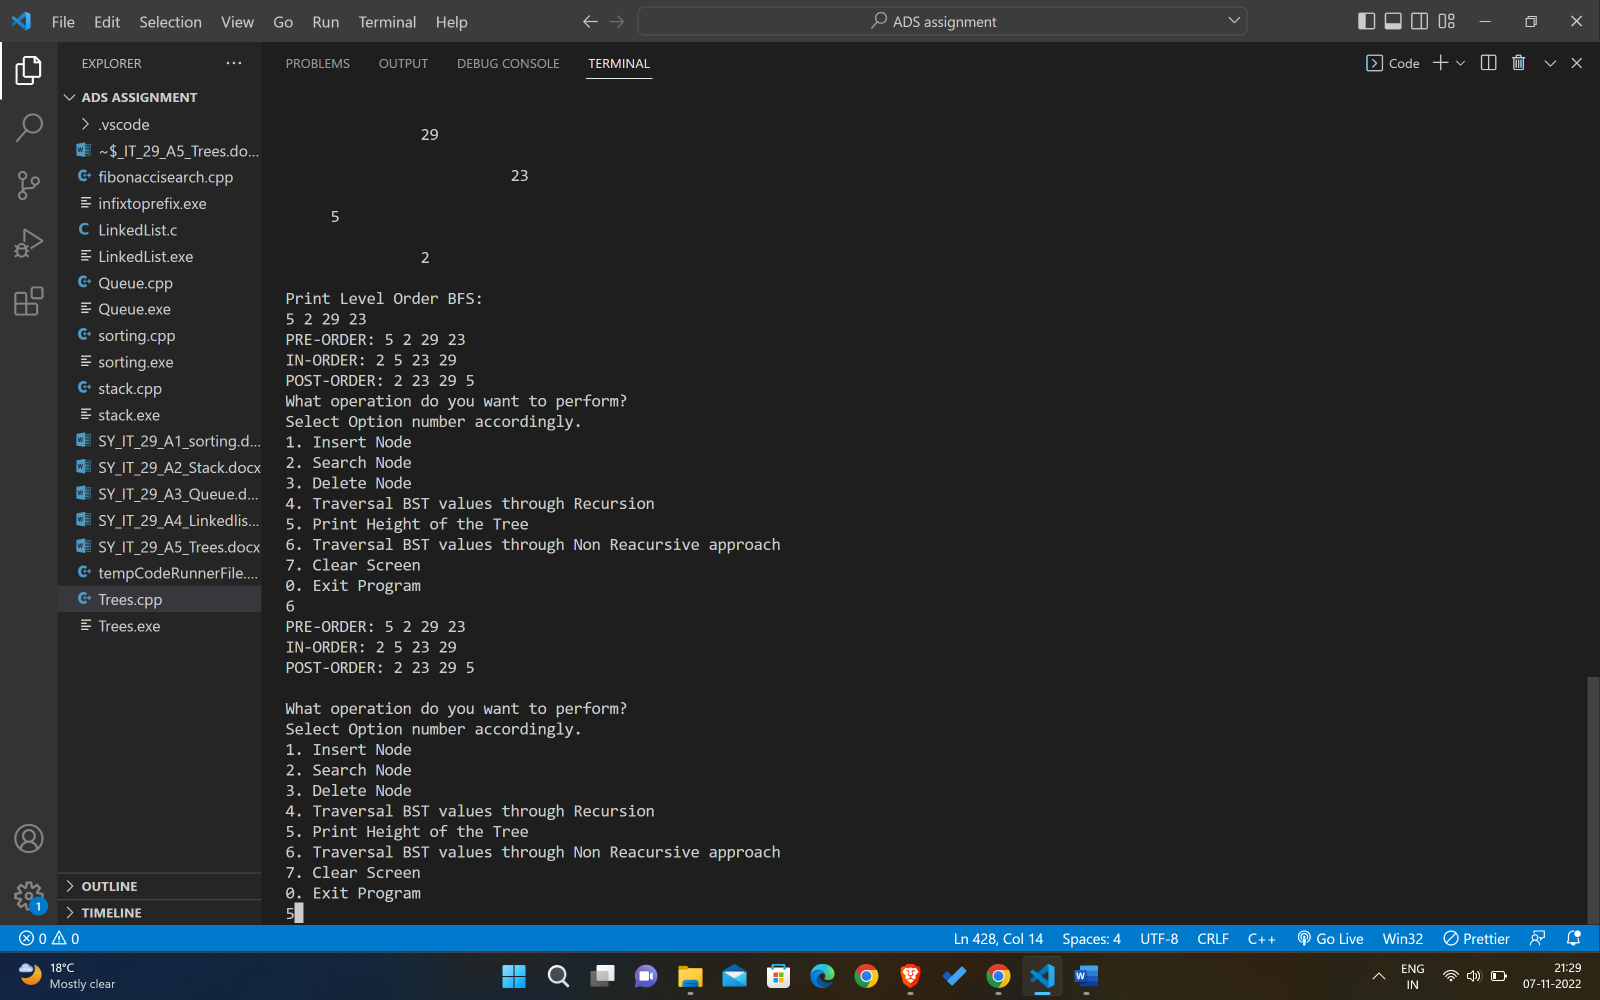 File Edit Selection View Go Run Terminal Help
ADS assignment
EXPLORER
ADS ASSIGNMENT
.vscode
~$_IT_29_A5_Trees.do...
fibonaccisearch.cpp
infixtoprefix.exe
LinkedList.c
LinkedList.exe
Queue.cpp
Queue.exe
sorting.cpp
sorting.exe
stack.cpp
stack.exe
SY_IT_29_A1_sorting.d...
SY_IT_29_A2_Stack.docx
SY_IT_29_A3_Queue.d...
SY_IT_29_A4_Linkedlis...
SY_IT_29_A5_Trees.docx
tempCodeRunnerFile....
Trees.cpp
Trees.exe
OUTLINE
TIMELINE
PROBLEMS OUTPUT DEBUG CONSOLE TERMINAL
Code
29
23
5
2
Print Level Order BFS:
5 2 29 23
PRE-ORDER: 5 2 29 23
IN-ORDER: 2 5 23 29
POST-ORDER: 2 23 29 5
What operation do you want to perform?
Select Option number accordingly.
1. Insert Node
2. Search Node
3. Delete Node
4. Traversal BST values through Recursion
5. Print Height of the Tree
6. Traversal BST values through Non Reacursive approach
7. Clear Screen
0. Exit Program
6
PRE-ORDER: 5 2 29 23
IN-ORDER: 2 5 23 29
POST-ORDER: 2 23 29 5
What operation do you want to perform?
Select Option number accordingly.
1. Insert Node
2. Search Node
3. Delete Node
4. Traversal BST values through Recursion
5. Print Height of the Tree
6. Traversal BST values through Non Reacursive approach
7. Clear Screen
0. Exit Program
5
1
0 0
Ln 428, Col 14 Spaces: 4 UTF-8 CRLF C++ Go Live Win32 Prettier
18°C
Mostly clear
ENG
IN
21:29
07-11-2022